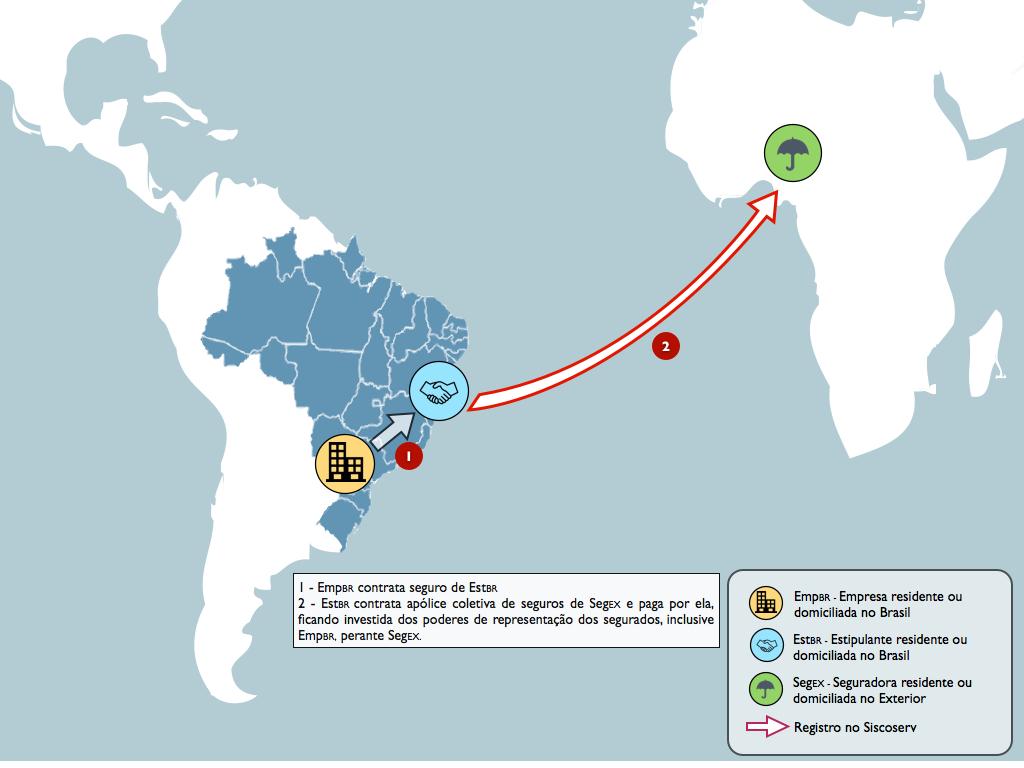 2
1
1 - EmpBR contrata seguro de EstBR
2 - EstBR contrata apólice coletiva de seguros de SegEX e paga por ela,
ficando investida dos poderes de representação dos segurados, inclusive
EmpBR, perante SegEX.
EmpBR - Empresa residente ou
domiciliada no Brasil
EstBR - Estipulante residente ou
domiciliada no Brasil
SegEX - Seguradora residente ou
domiciliada no Exterior
Registro no Siscoserv